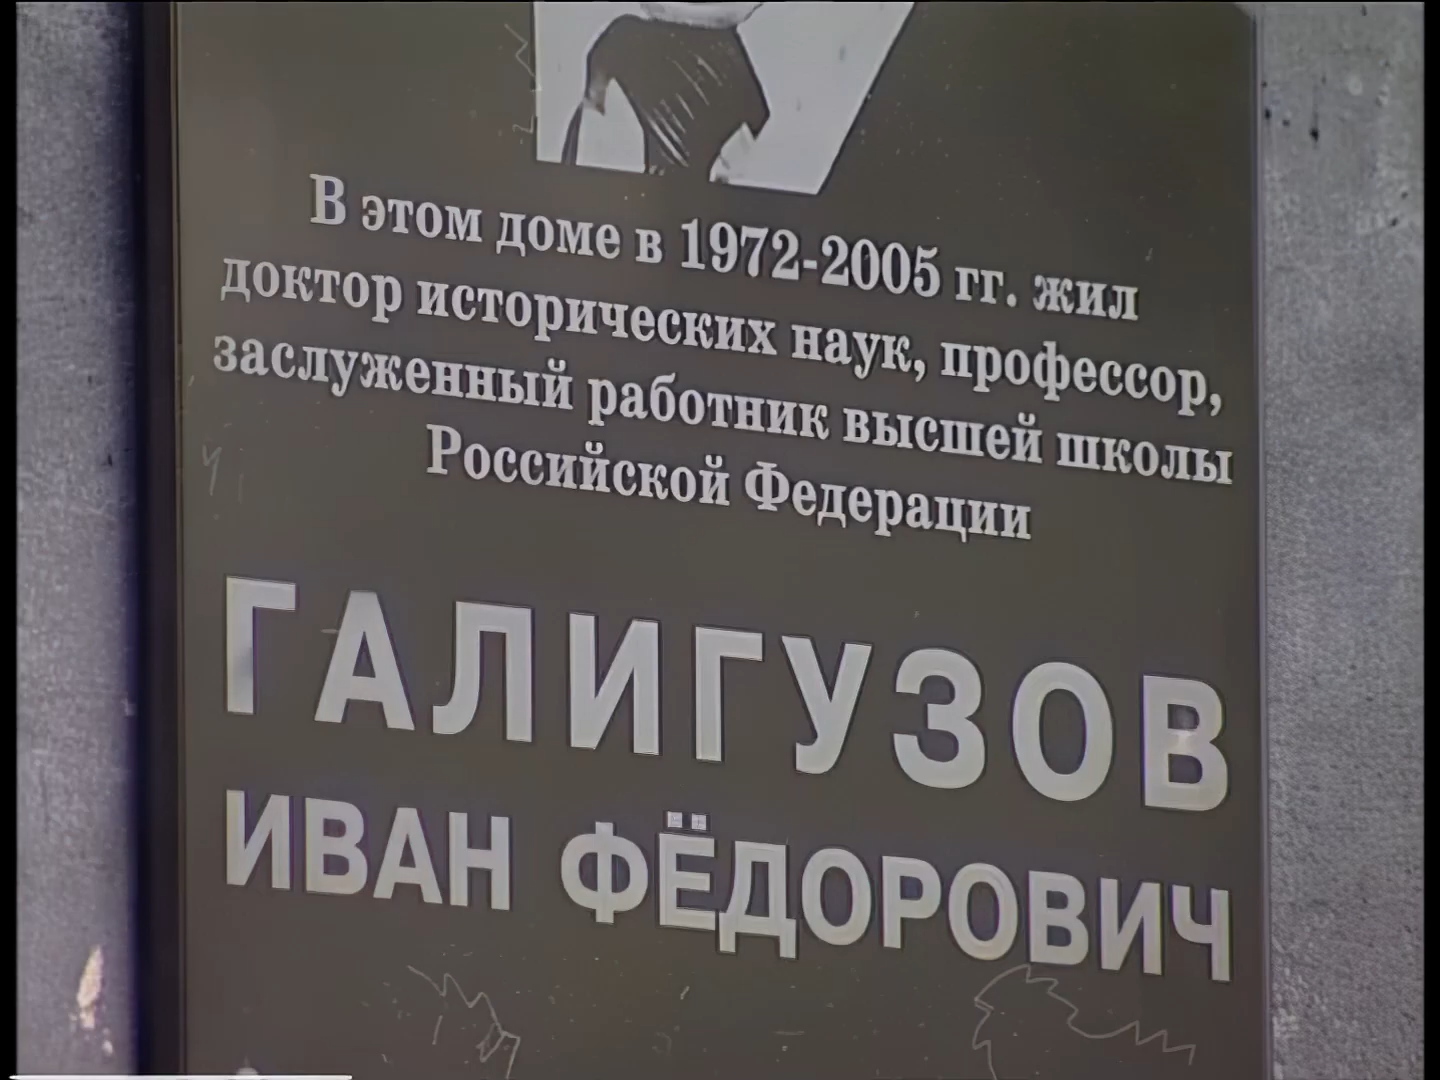 В этом доме в 1972-2005 гг. жил
доктор исторических наук, профессор,
заслуженный работник высшей школы
Российской Федерации
ГАЛИГУЗОВ
ИВАН ФЁДОРОВИЧ